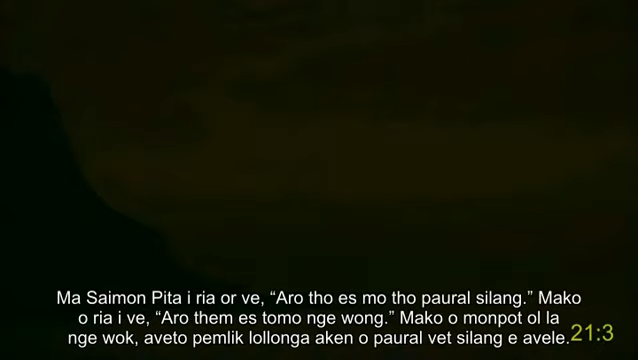 Ma Saimon Pita i ria or ve, “Aro tho es mo tho paural silang.” Mako
o ria i ve, “Aro them es tomo nge wong.” Mako o monpot ol la
nge wok, aveto pemlik lollonga aken o paural vet silang e avele.
21:3